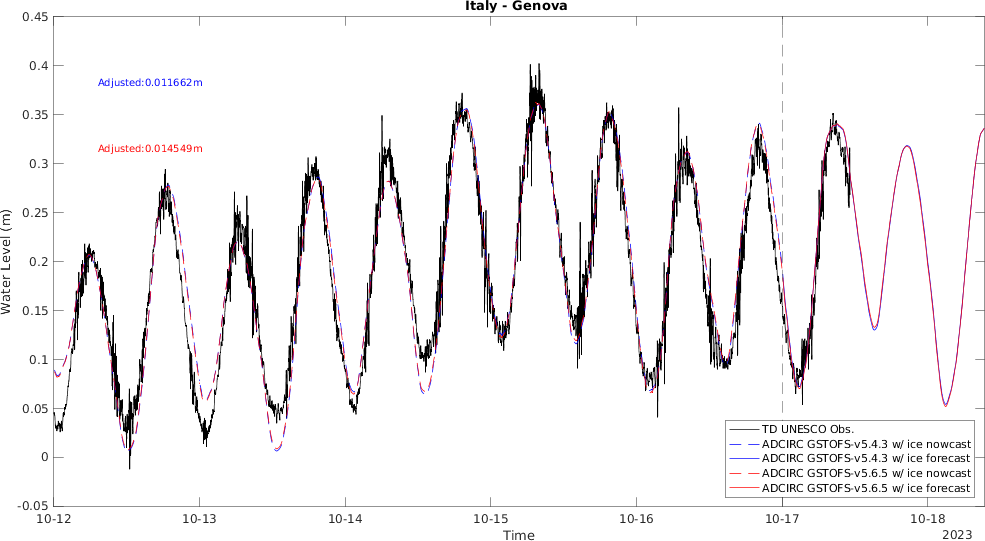 Italy - Genova
0.45
0.4
0.35
0.3
0.25
0.2
0.15
0.1
0.05
0
-0.05
Water Level (m)
Adjusted:0.011662m
Adjusted:0.014549m
TD UNESCO Obs.
ADCIRC GSTOFS-v5.4.3 w/ ice nowcast
ADCIRC GSTOFS-v5.4.3 w/ ice forecast
ADCIRC GSTOFS-v5.6.5 w/ ice nowcast
ADCIRC GSTOFS-v5.6.5 w/ ice forecast
10-12 10-13 10-14 10-15 10-16 10-17 10-18
Time
2023